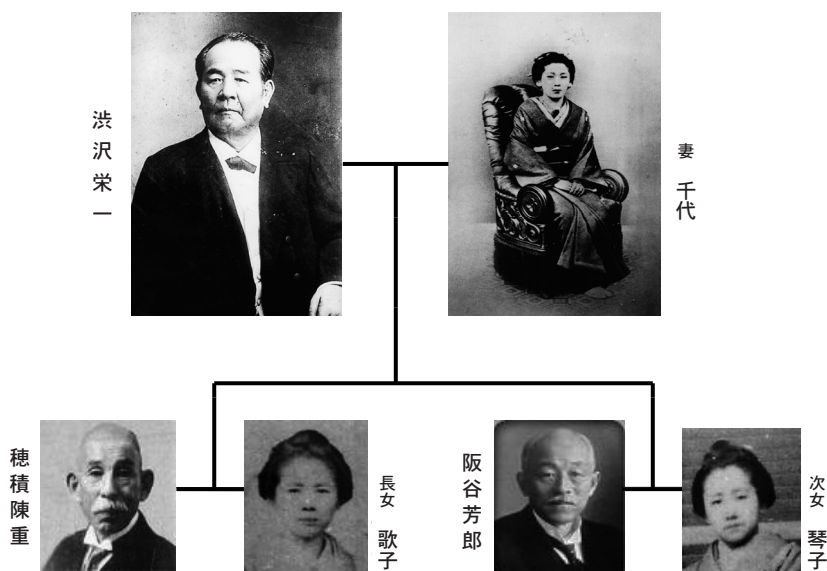 渋沢栄一
妻 千代
穂積陳重
長女 歌子
阪谷芳郎
次女 琴子